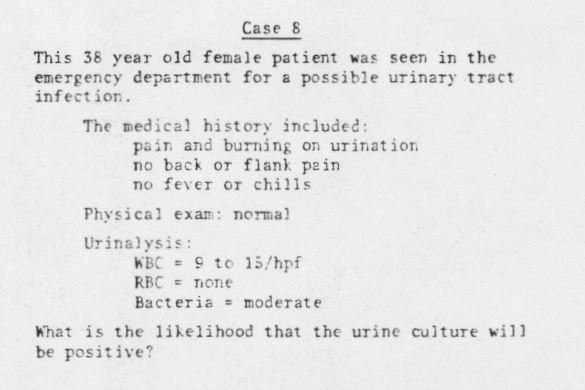 Case 8
This 38 year old female patient was seen in the
emergency department for a possible urinary tract
infection.
The medical history included:
pain and burning on urination
no back or flank pain
no fever or chills
Physical exam: normal
Urinalysis:
WBC = 9 to 15/hpf
RBC = none
Bacteria = moderate
What is the likelihood that the urine culture will
be positive?